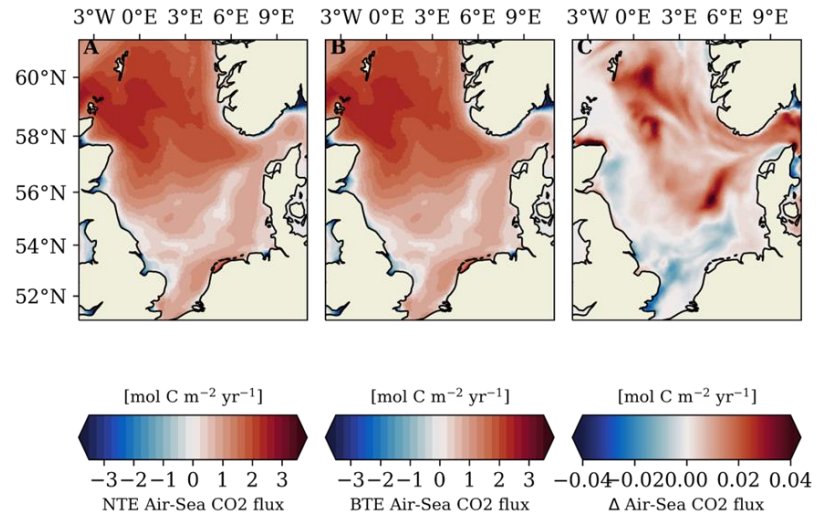 3°W 0°E 3°E 6°E 9°E 3°W 0°E 3°E 6°E 9°E 3°W 0°E 3°E 6°E 9°E
A B C
60°N
58°N
56°N
54°N
52°N
[mol C m⁻² yr⁻¹] [mol C m⁻² yr⁻¹] [mol C m⁻² yr⁻¹]
−3 −2 −1 0 1 2 3 −3 −2 −1 0 1 2 3 −0.04 −0.02 0.00 0.02 0.04
NTE Air-Sea CO2 flux BTE Air-Sea CO2 flux Δ Air-Sea CO2 flux